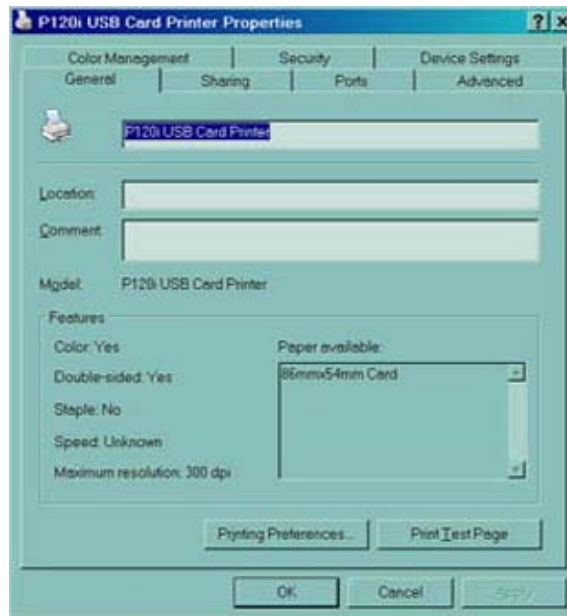 P120i USB Card Printer Properties
? X
Color Management Security Device Settings
General Sharing Ports Advanced
P120i USB Card Printer
Location:
Comment:
Model: P120i USB Card Printer
Features
Color: Yes
Paper available:
Double-sided: Yes
86mmx54mm Card
Staple: No
Speed: Unknown
Maximum resolution: 300 dpi
Printing Preferences...
Print Test Page
OK Cancel Apply